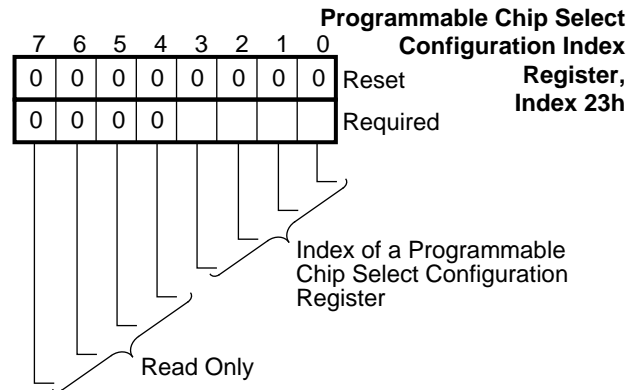 Programmable Chip Select
Configuration Index
Register,
Index 23h
7 6 5 4 3 2 1 0
0 0 0 0 0 0 0 0 Reset
0 0 0 0 Required
Index of a Programmable
Chip Select Configuration
Register
Read Only